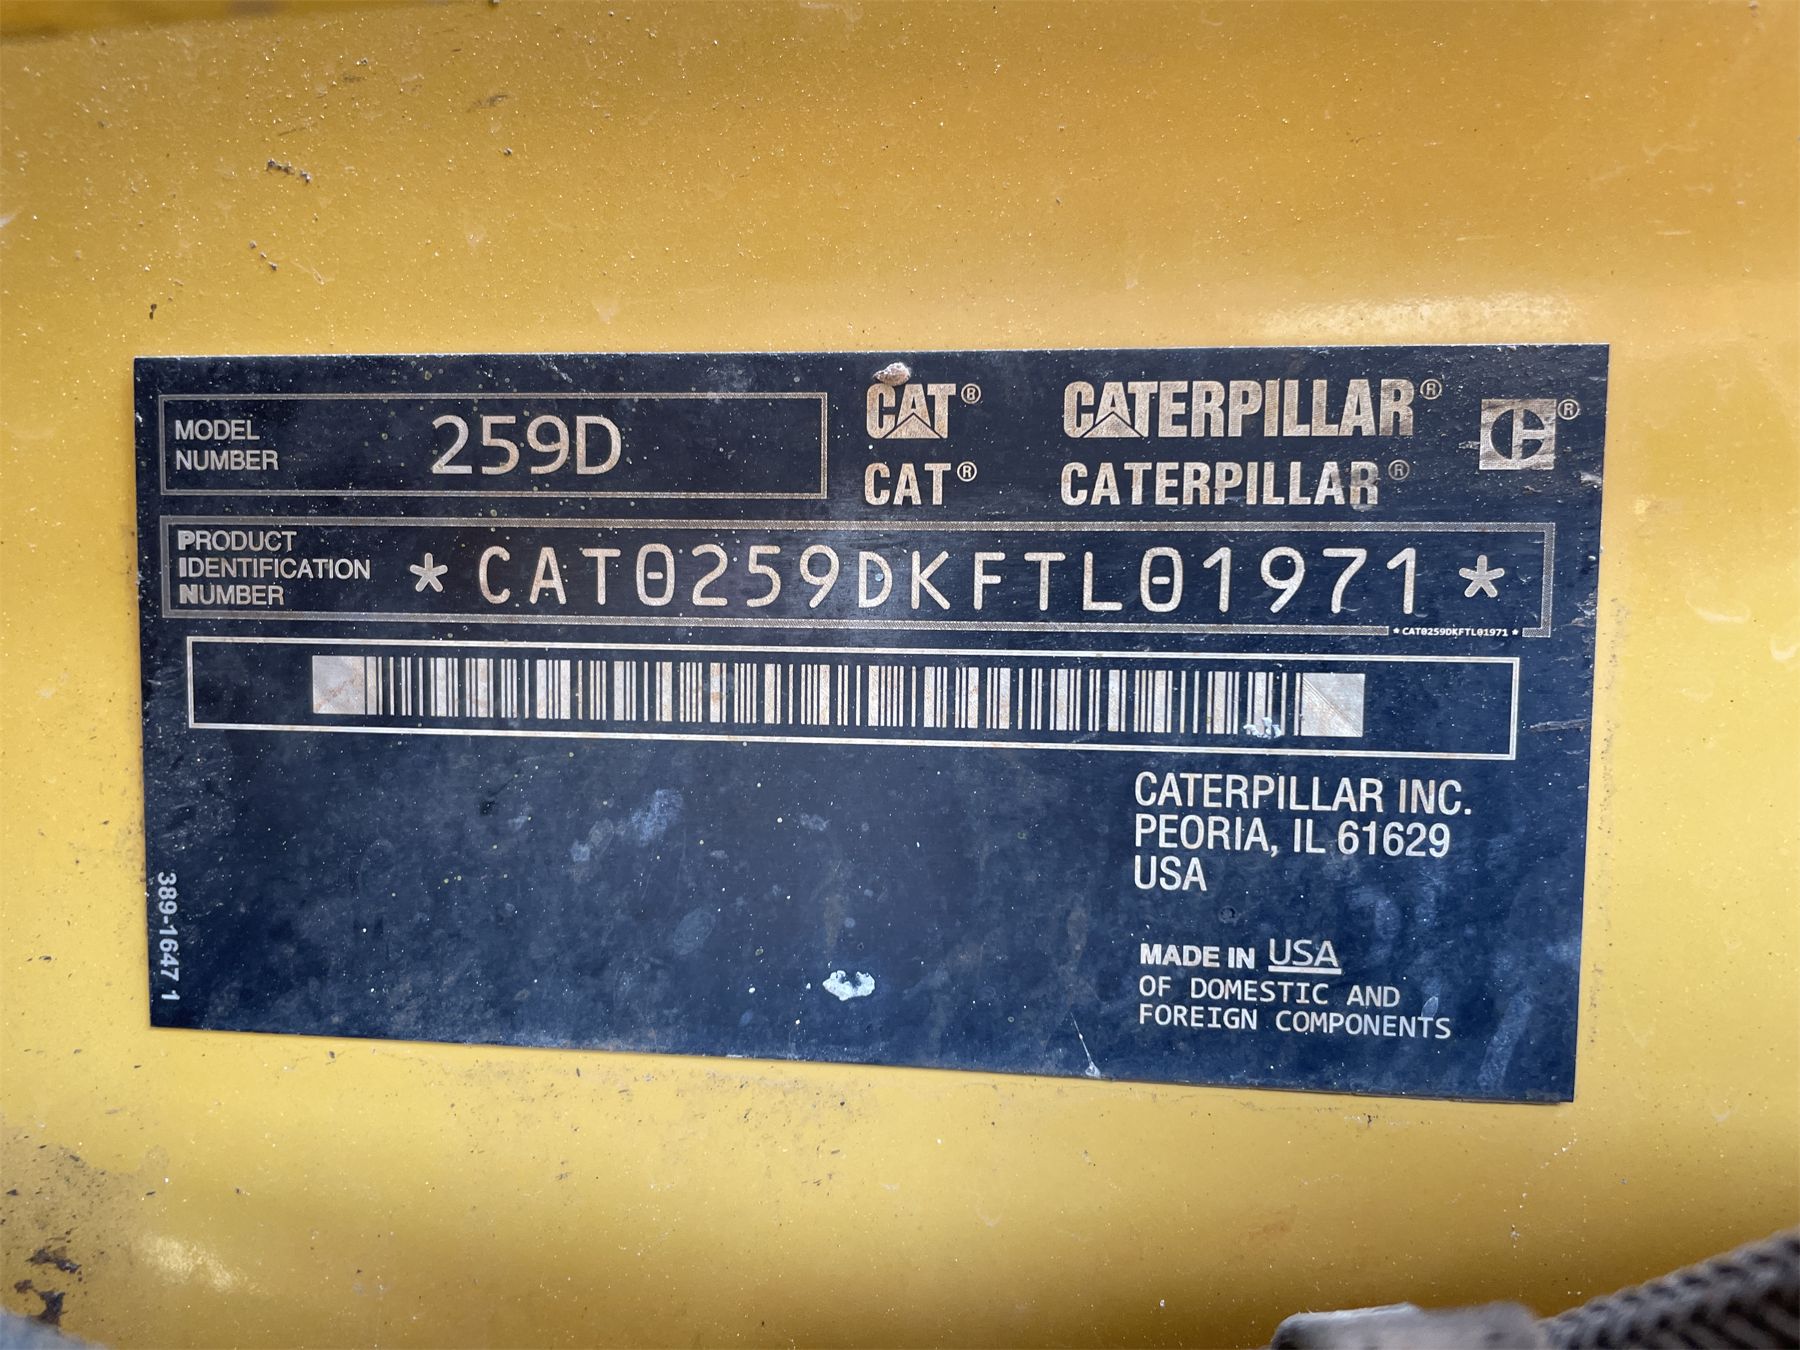 MODEL
NUMBER
259D
CAT® CATERPILLAR® ®
CAT® CATERPILLAR®
PRODUCT
IDENTIFICATION
NUMBER
*CAT0259DKFTL01971*
*CAT0259DKFTL01971*
CATERPILLAR INC.
PEORIA, IL 61629
USA
MADE IN USA
OF DOMESTIC AND
FOREIGN COMPONENTS
389-1647 1